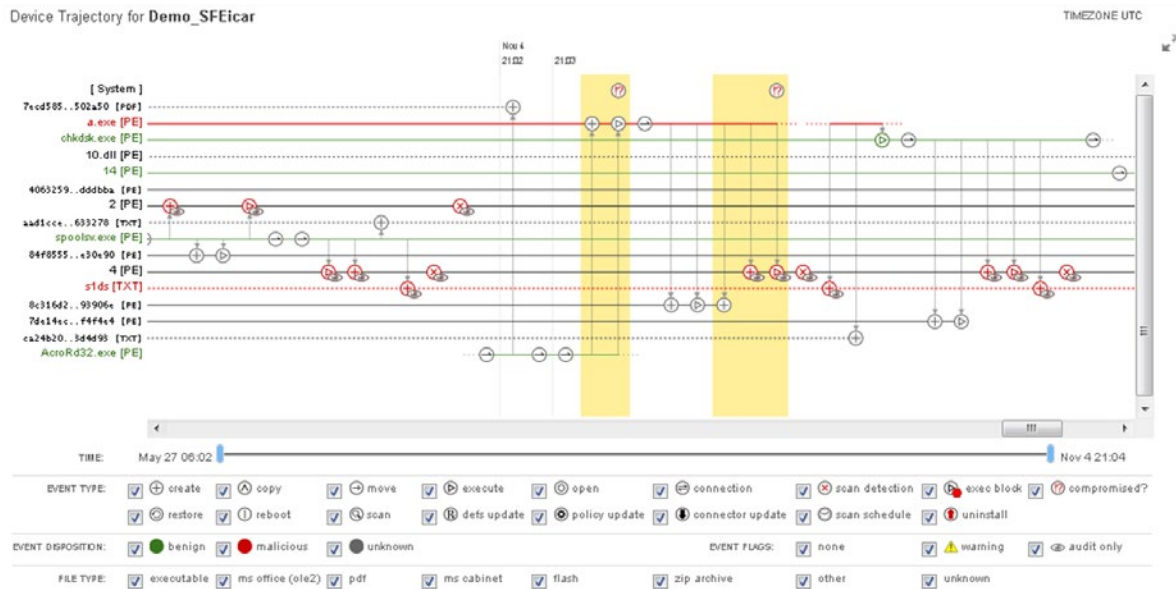 Device Trajectory for Demo_SFEicar
TIMEZONE UTC
Nov 4
21:02 21:03
[ System ]
7ecd585..502a50 [PDF]
a.exe [PE]
chkdsk.exe [PE]
10.dll [PE]
14 [PE]
4063259..dddbba [PE]
2 [PE]
aad1cce..633278 [TXT]
spoolsv.exe [PE]
84f8555..e30e90 [PE]
4 [PE]
s1ds [TXT]
8c316d2..93906c [PE]
7dc14cc..f4f4c4 [PE]
ca24b20..3d4d93 [TXT]
AcroRd32.exe [PE]
TIME: May 27 06:02 Nov 4 21:04
EVENT TYPE: create copy move execute open connection scan detection exec block compromised?
restore reboot scan defs update policy update connector update scan schedule uninstall
EVENT DISPOSITION: benign malicious unknown EVENT FLAGS: none warning audit only
FILE TYPE: executable ms office (ole2) pdf ms cabinet flash zip archive other unknown